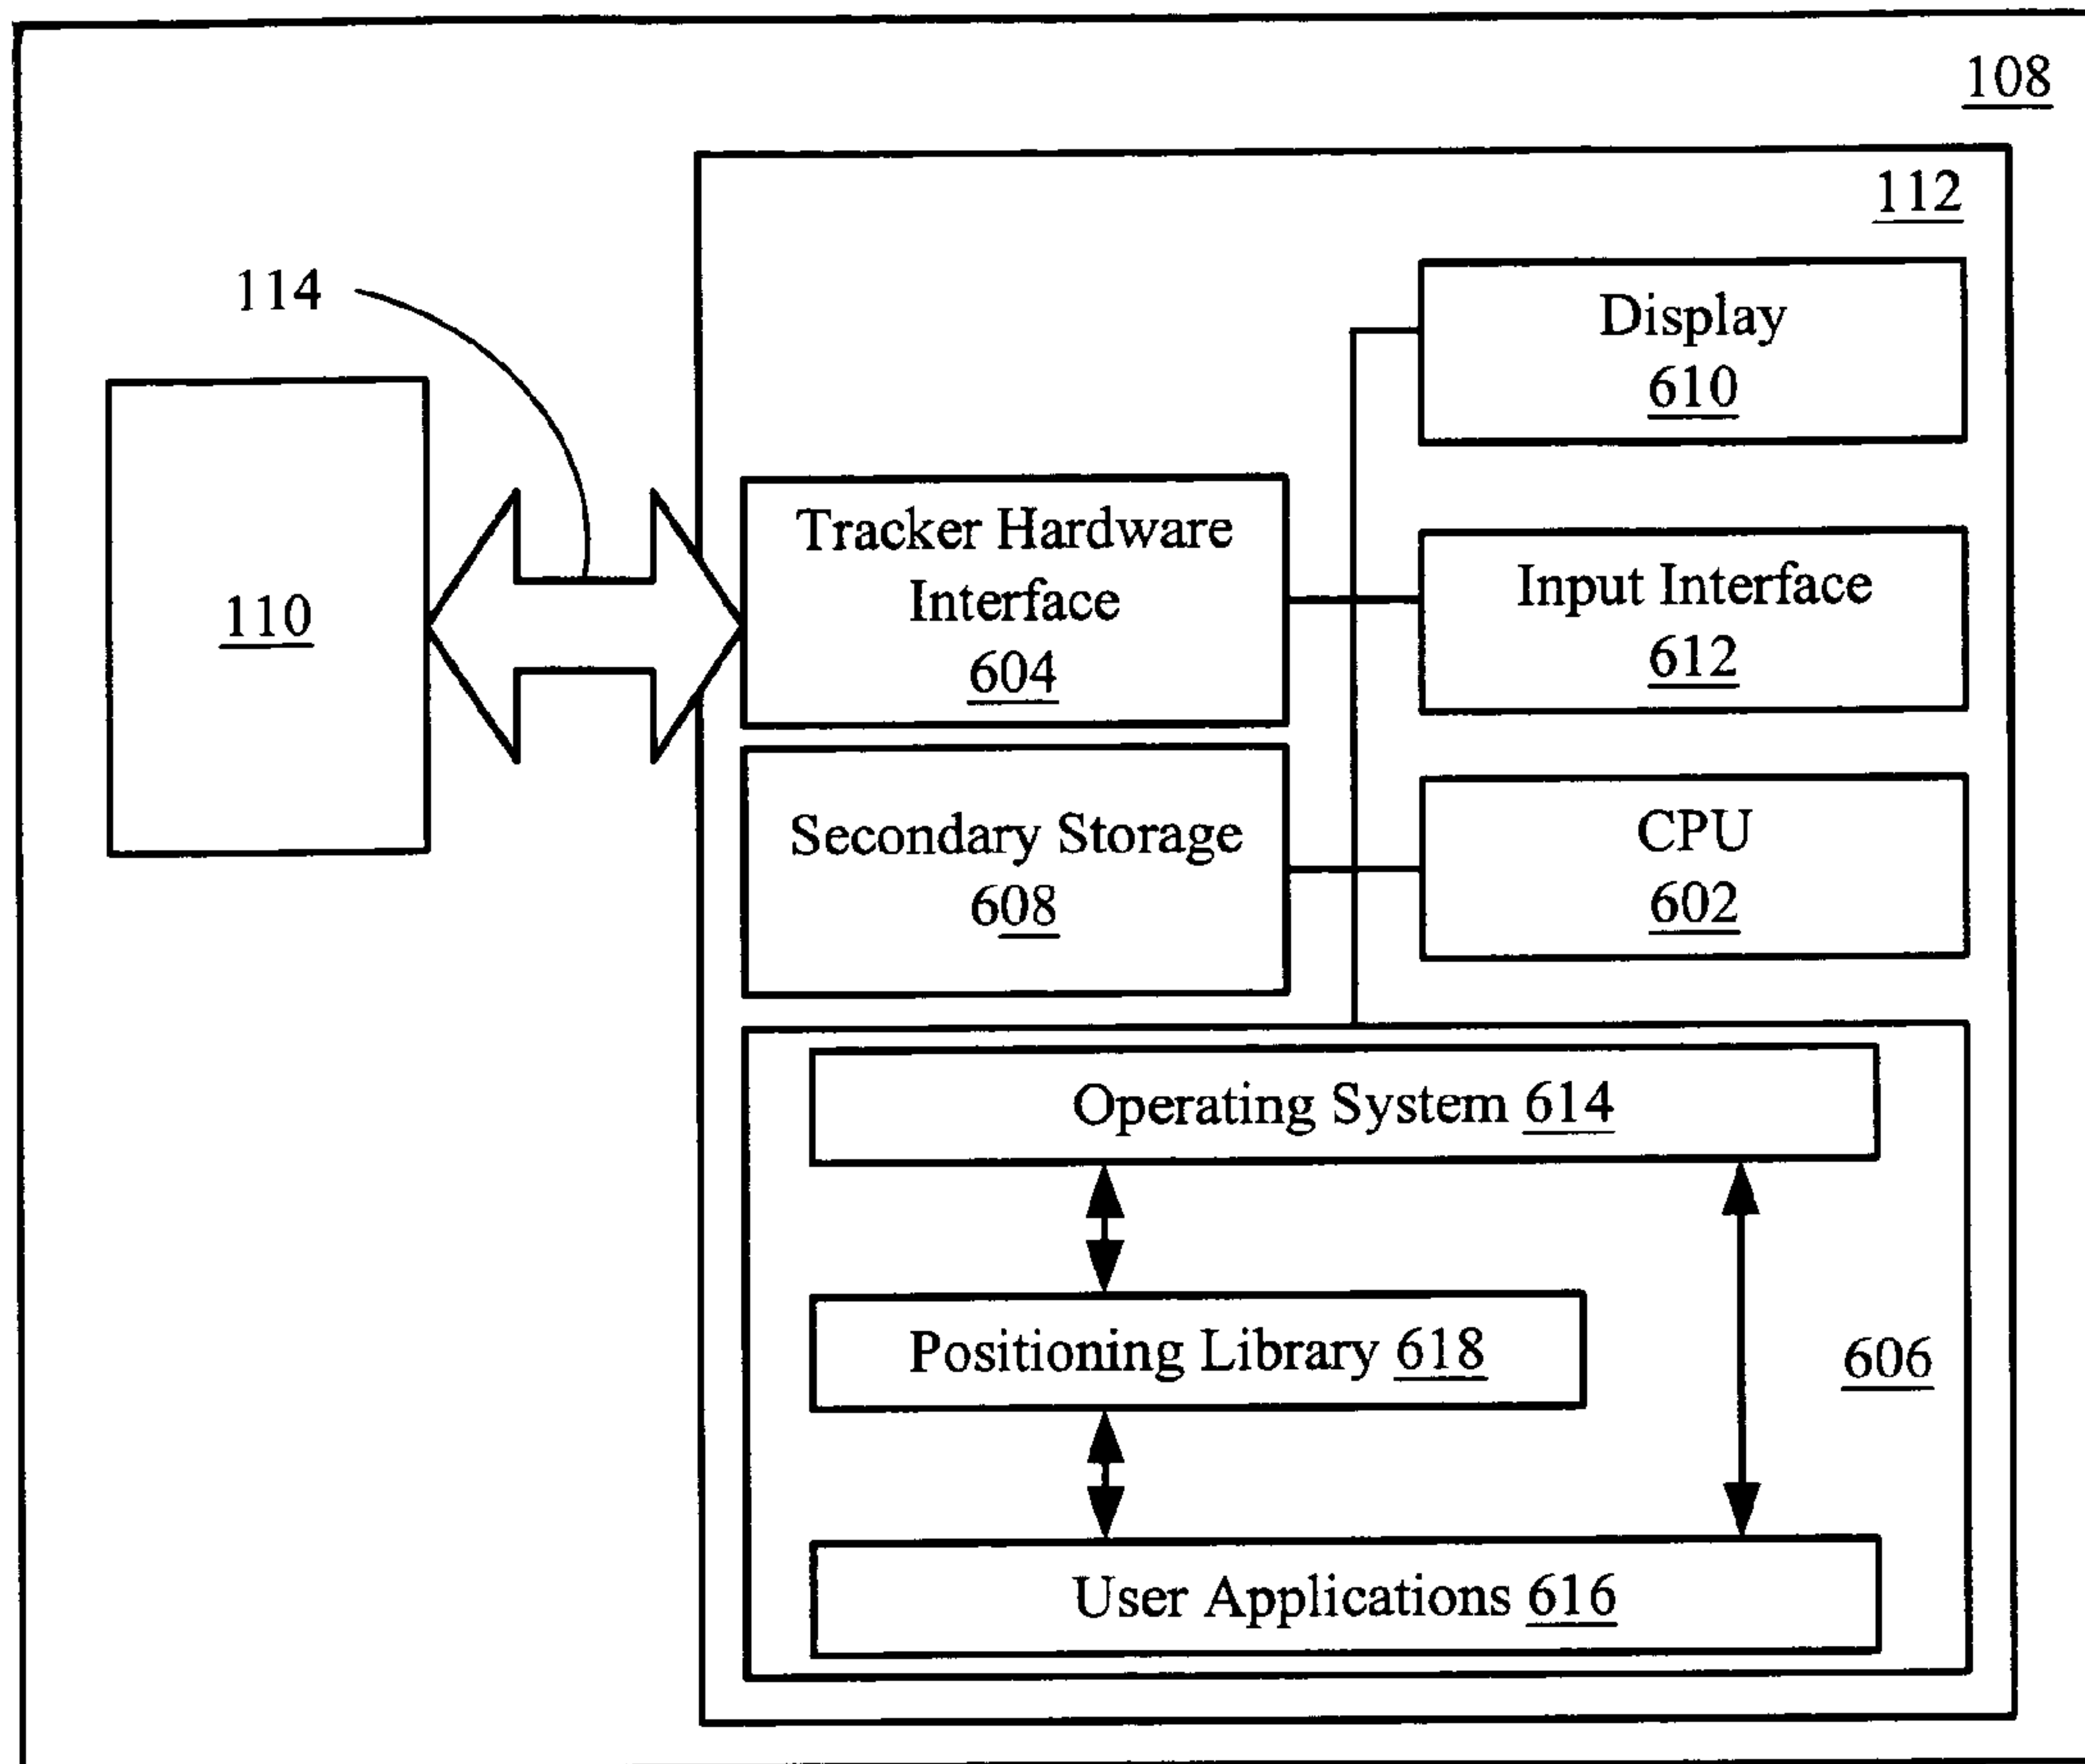 108
112
114
Display
610
Tracker Hardware
Interface
604
Input Interface
612
110
Secondary Storage
608
CPU
602
Operating System 614
Positioning Library 618
606
User Applications 616